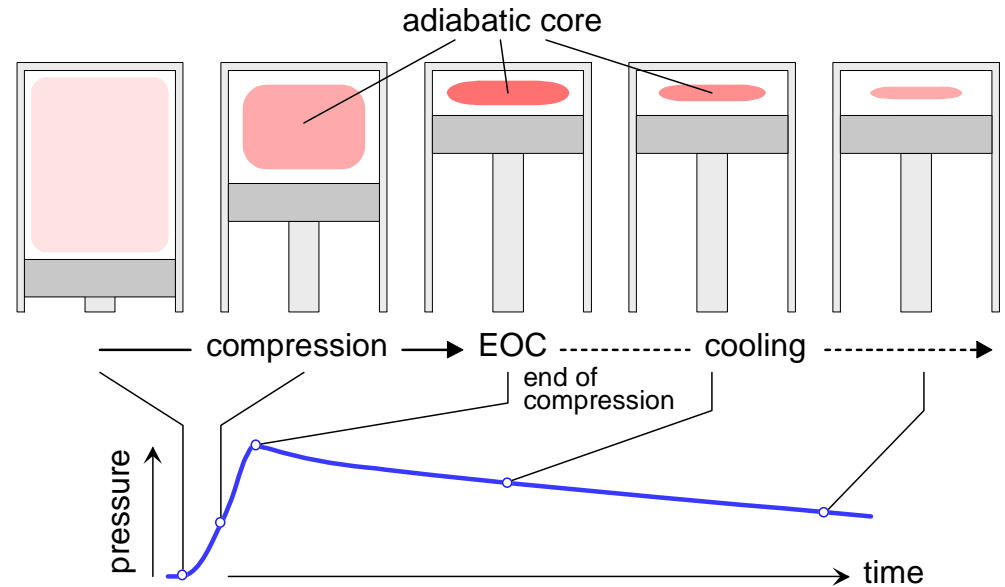 adiabatic core
compression EOC cooling
end of
compression
pressure
time